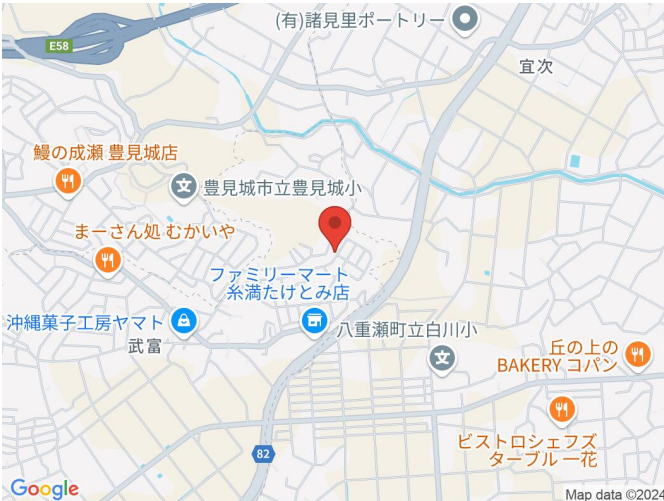 (有)諸見里ポートリー
E58
宜次
鰻の成瀬 豊見城店
豊見城市立豊見城小
まーさん処 むかいや
ファミリーマート
糸満たけとみ店
沖縄菓子工房ヤマト
八重瀬町立白川小
武富
丘の上の
BAKERY コパン
ビストロシェフズ
ターブル 一花
82
文
文
Google
Map data ©2024